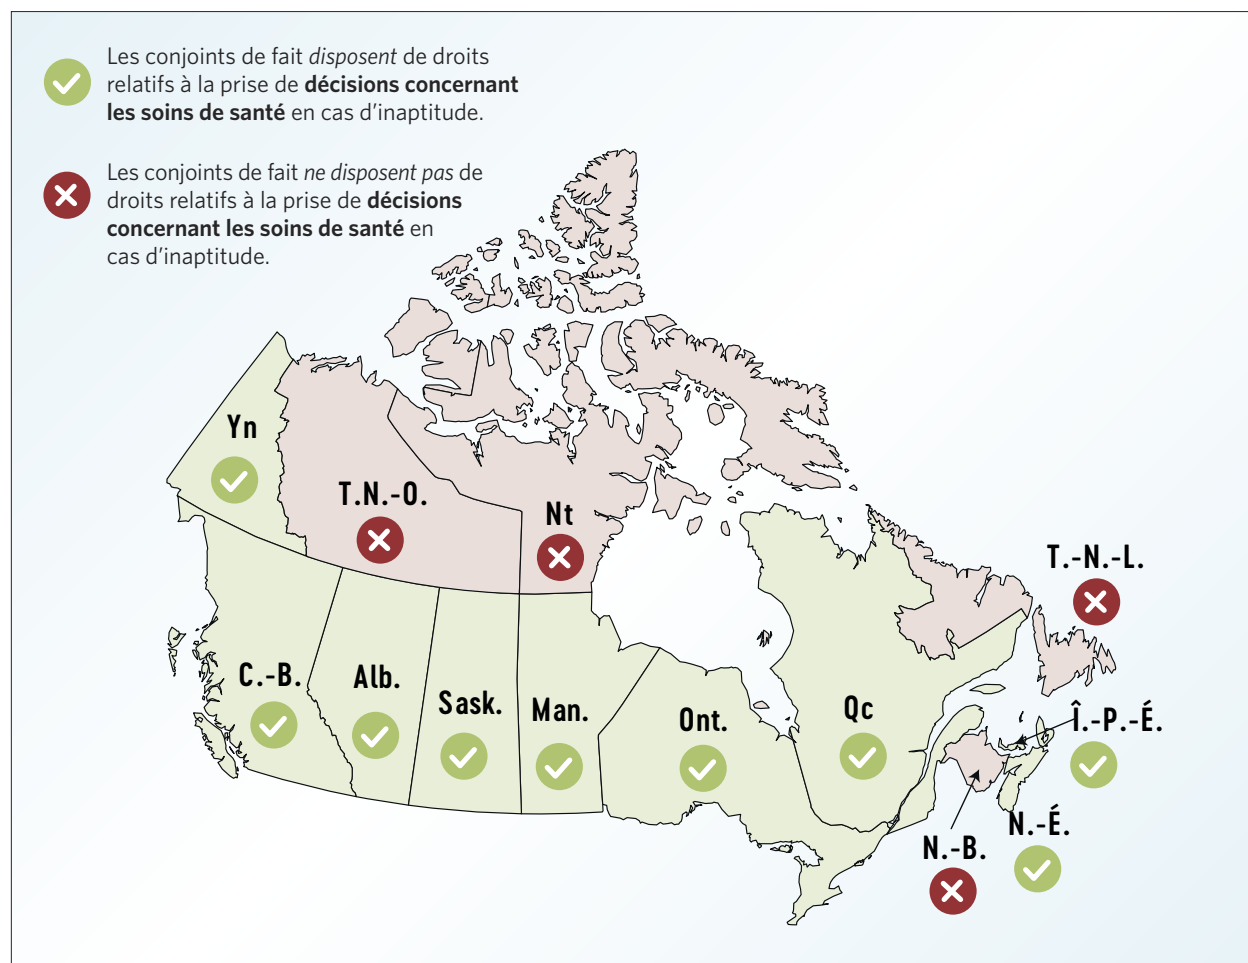 Les conjoints de fait disposent de droits
relatifs à la prise de décisions concernant
les soins de santé en cas d’inaptitude.
Les conjoints de fait ne disposent pas de
droits relatifs à la prise de décisions
concernant les soins de santé en
cas d’inaptitude.
Yn
T.N.-O.
Nt
T.-N.-L.
C.-B.
Alb.
Sask.
Man.
Ont.
Qc
Î.-P.-É.
N.-É.
N.-B.